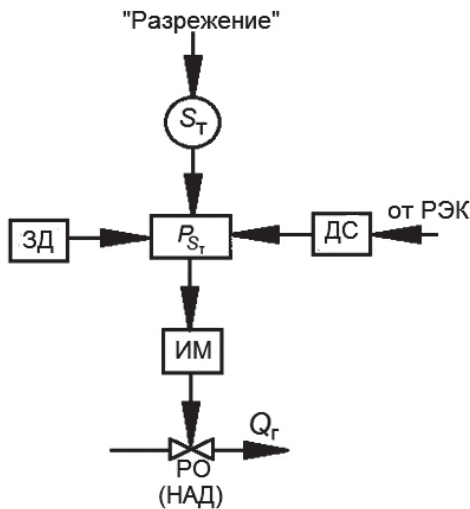 "Разрежение"
Sт
от РЭК
ЗД
PSт
ДС
ИМ
Qг
РО
(НАД)